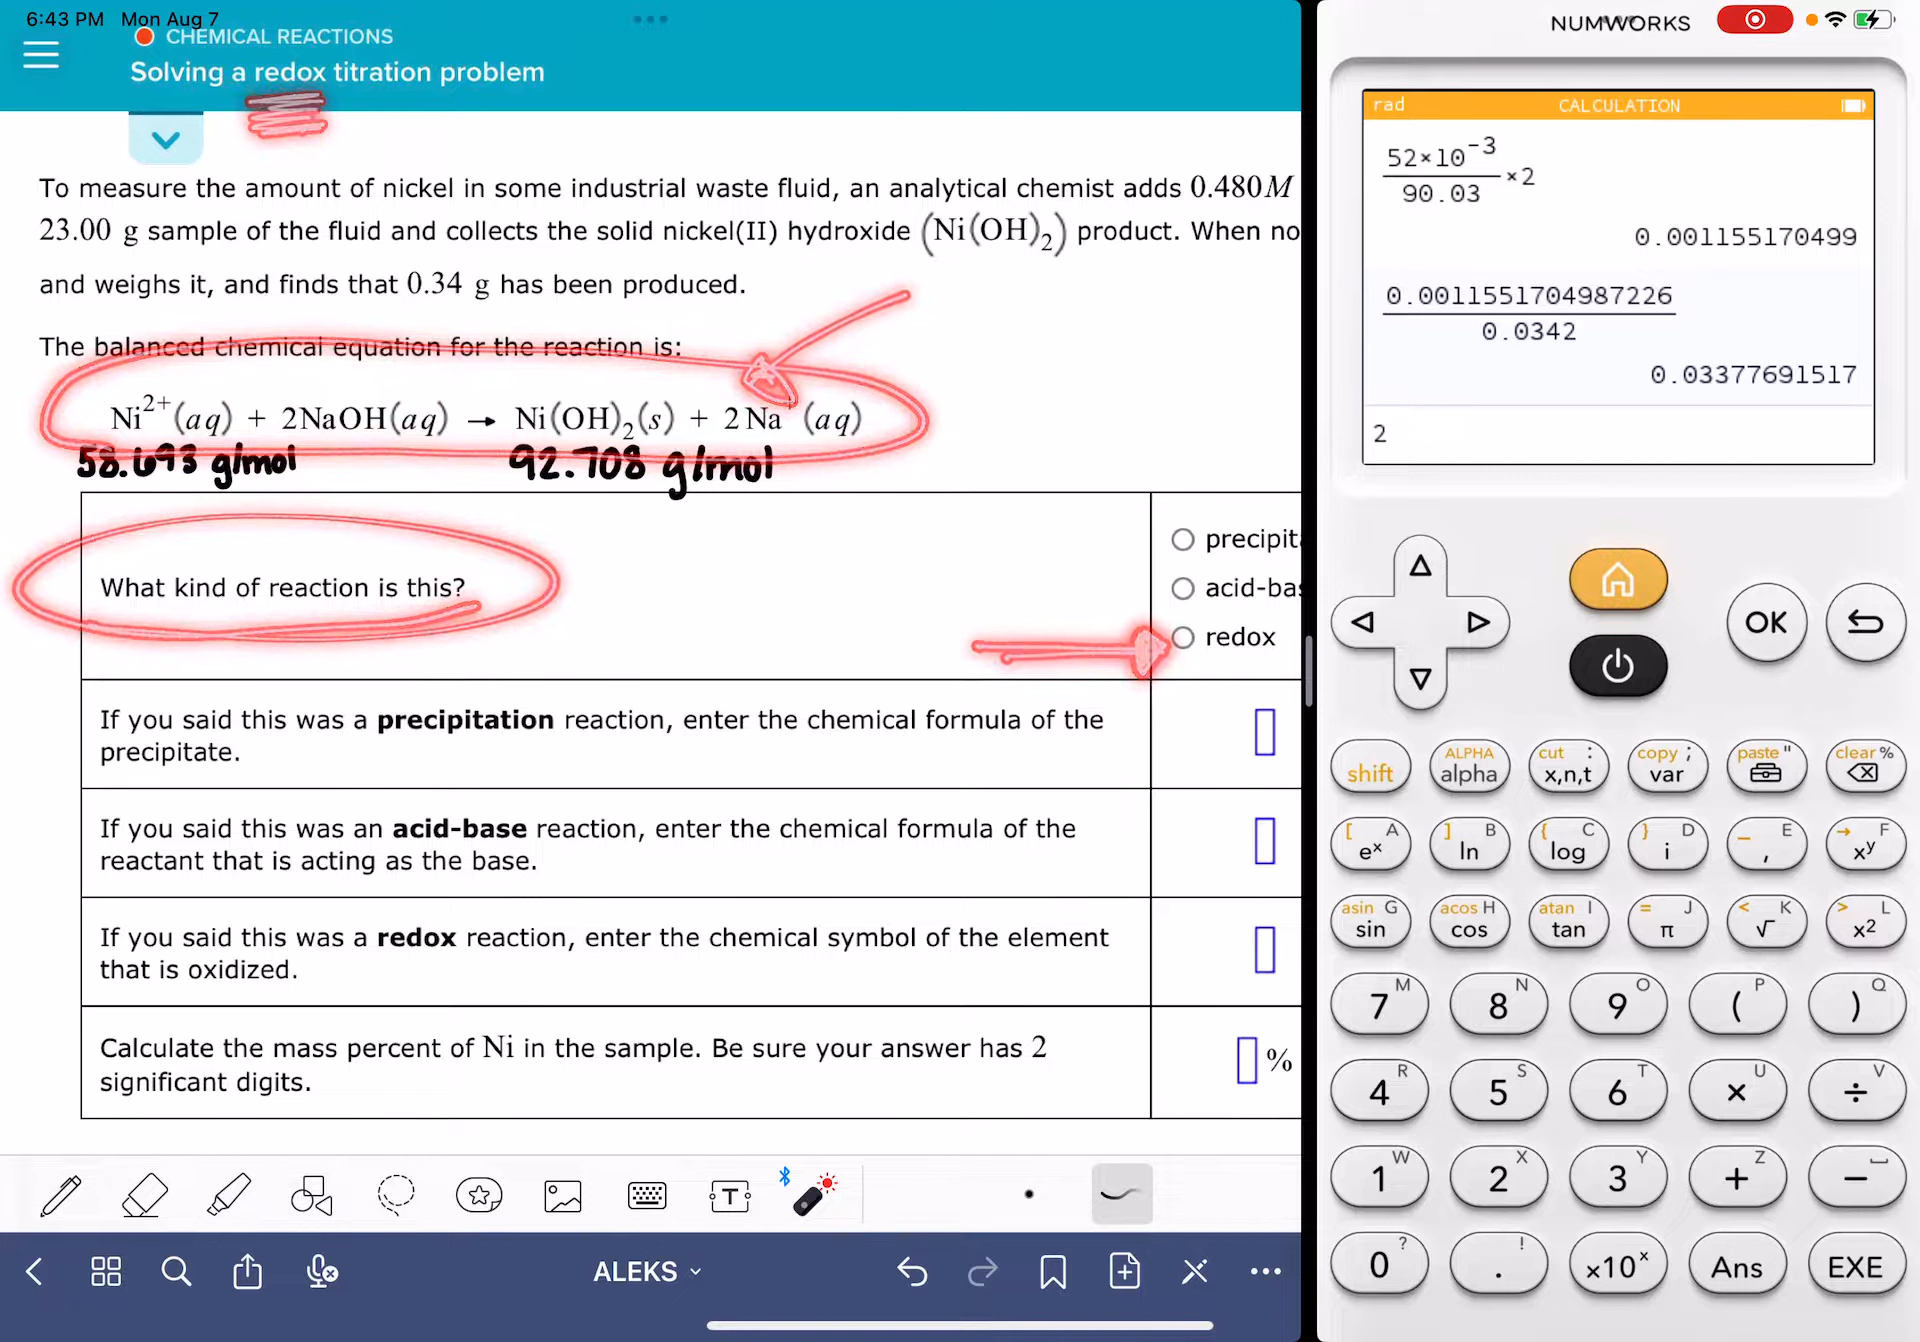 6:43 PM Mon Aug 7
CHEMICAL REACTIONS
Solving a redox titration problem
To measure the amount of nickel in some industrial waste fluid, an analytical chemist adds 0.480M
23.00 g sample of the fluid and collects the solid nickel(II) hydroxide (Ni(OH)₂) product. When no
and weighs it, and finds that 0.34 g has been produced.
The balanced chemical equation for the reaction is:
Ni²⁺(aq) + 2NaOH(aq) → Ni(OH)₂(s) + 2Na⁺(aq)
58.693 g/mol 92.708 g/mol
What kind of reaction is this?
precipit
acid-bas
redox
If you said this was a precipitation reaction, enter the chemical formula of the
precipitate.
If you said this was an acid-base reaction, enter the chemical formula of the
reactant that is acting as the base.
If you said this was a redox reaction, enter the chemical symbol of the element
that is oxidized.
Calculate the mass percent of Ni in the sample. Be sure your answer has 2
significant digits.
%
T
ALEKS
NUMWORKS
rad CALCULATION
52×10⁻³
90.03
×2
0.001155170499
0.0011551704987226
0.0342
0.03377691517
2
OK
shift ALPHA alpha cut : x,n,t copy ; var paste " clear %
[ A eˣ ] B ln { C log } D i _ E , → F xʸ
asin G sin acos H cos atan I tan = J π < K √ > L x²
7 M 8 N 9 O ( P ) Q
4 R 5 S 6 T × U ÷ V
1 W 2 X 3 Y + Z −
0 ? . ! ×10ˣ Ans EXE